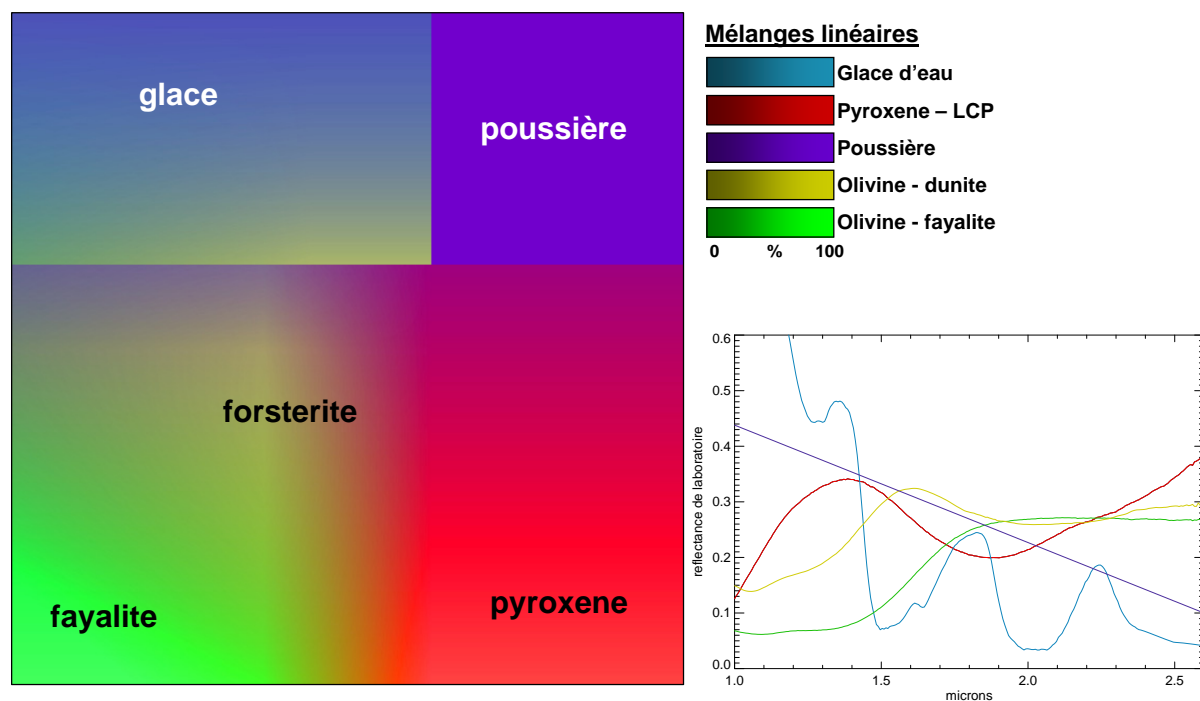 glace
poussière
forsterite
fayalite
pyroxene
Mélanges linéaires
Glace d'eau
Pyroxene – LCP
Poussière
Olivine - dunite
Olivine - fayalite
0 % 100
0.6
0.5
0.4
0.3
0.2
0.1
0.0
reflectance de laboratoire
1.0 1.5 2.0 2.5
microns